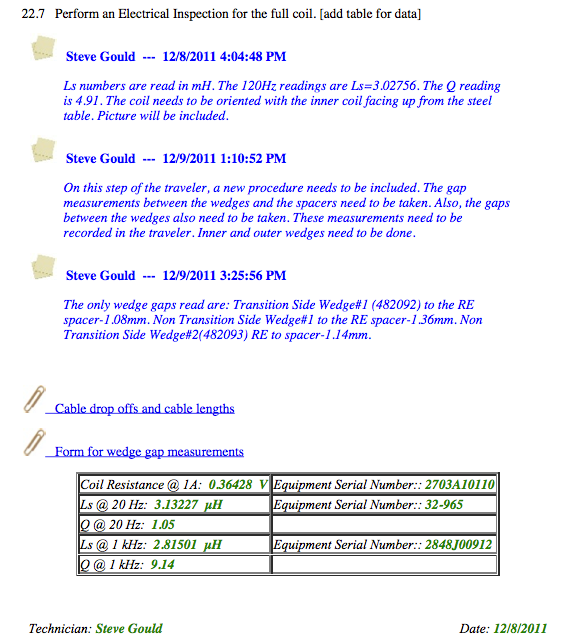 22.7 Perform an Electrical Inspection for the full coil. [add table for data]
Steve Gould --- 12/8/2011 4:04:48 PM
Ls numbers are read in mH. The 120Hz readings are Ls=3.02756. The Q reading
is 4.91. The coil needs to be oriented with the inner coil facing up from the steel
table. Picture will be included.
Steve Gould --- 12/9/2011 1:10:52 PM
On this step of the traveler, a new procedure needs to be included. The gap
measurements between the wedges and the spacers need to be taken. Also, the gaps
between the wedges also need to be taken. These measurements need to be
recorded in the traveler. Inner and outer wedges need to be done.
Steve Gould --- 12/9/2011 3:25:56 PM
The only wedge gaps read are: Transition Side Wedge#1 (482092) to the RE
spacer-1.08mm. Non Transition Side Wedge#1 to the RE spacer-1.36mm. Non
Transition Side Wedge#2(482093) RE to spacer-1.14mm.
Cable drop offs and cable lengths
Form for wedge gap measurements
Coil Resistance @ 1A: 0.36428 V Equipment Serial Number:: 2703A10110
Ls @ 20 Hz: 3.13227 µH Equipment Serial Number:: 32-965
Q @ 20 Hz: 1.05
Ls @ 1 kHz: 2.81501 µH Equipment Serial Number:: 2848J00912
Q @ 1 kHz: 9.14
Technician: Steve Gould Date: 12/8/2011